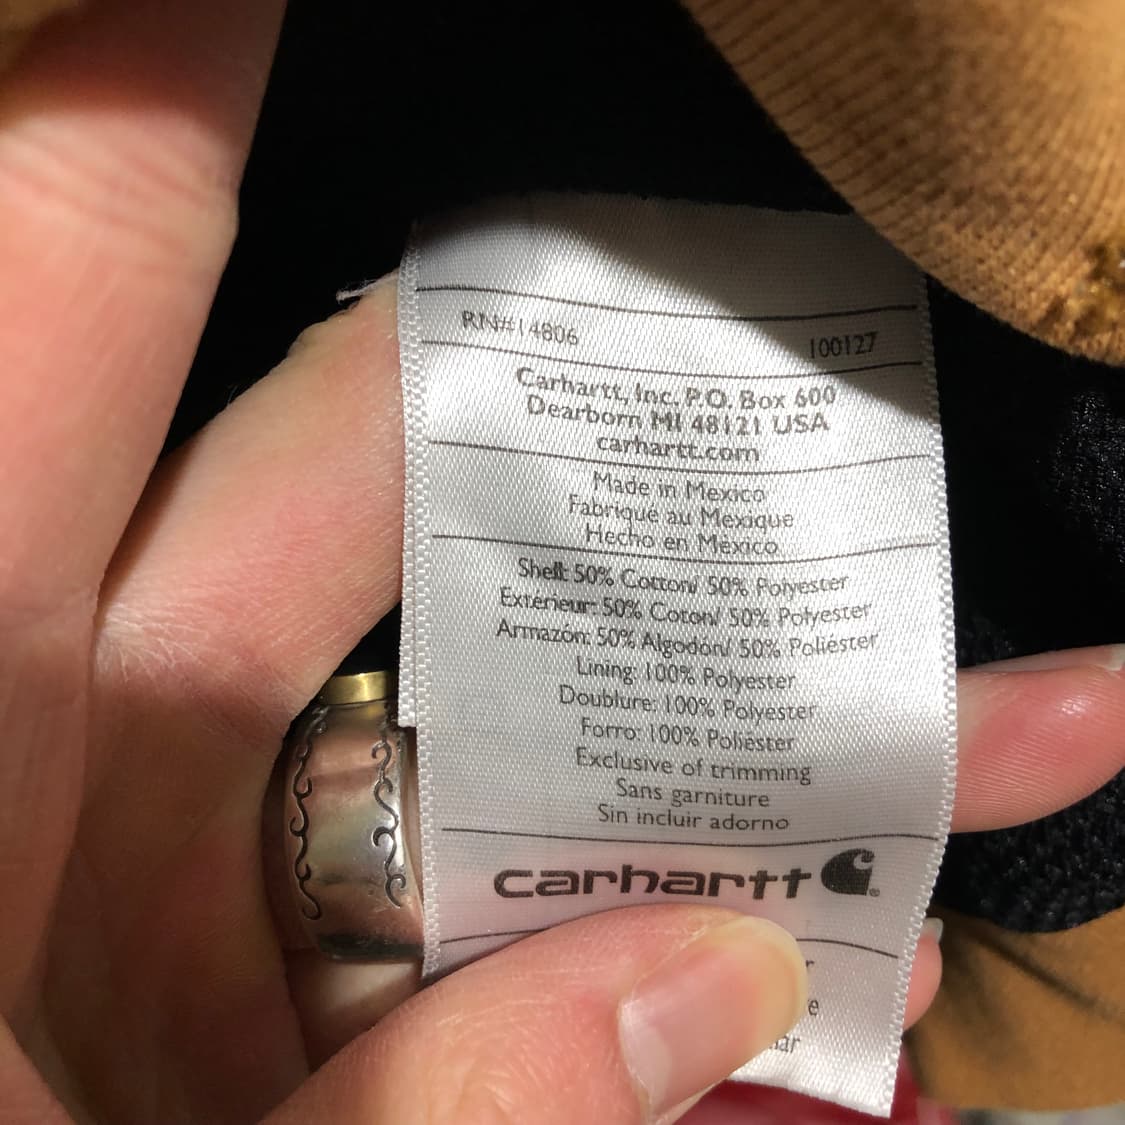 RN#14806 100127
Carhartt, Inc. P.O. Box 600
Dearborn MI 48121 USA
carhartt.com
Made in Mexico
Fabriqué au Mexique
Hecho en México
Shell: 50% Cotton/ 50% Polyester
Extérieur: 50% Coton/ 50% Polyester
Armazón: 50% Algodón/ 50% Poliéster
Lining: 100% Polyester
Doublure: 100% Polyester
Forro: 100% Poliéster
Exclusive of trimming
Sans garniture
Sin incluir adorno
carhartt